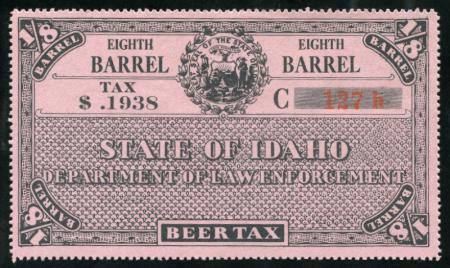 1/8 BARREL
EIGHTH BARREL
EIGHTH BARREL
1/8 BARREL
TAX
$ .1938
C 137 h
STATE OF IDAHO
DEPARTMENT OF LAW ENFORCEMENT
1/8 BARREL
BEER TAX
1/8 BARREL